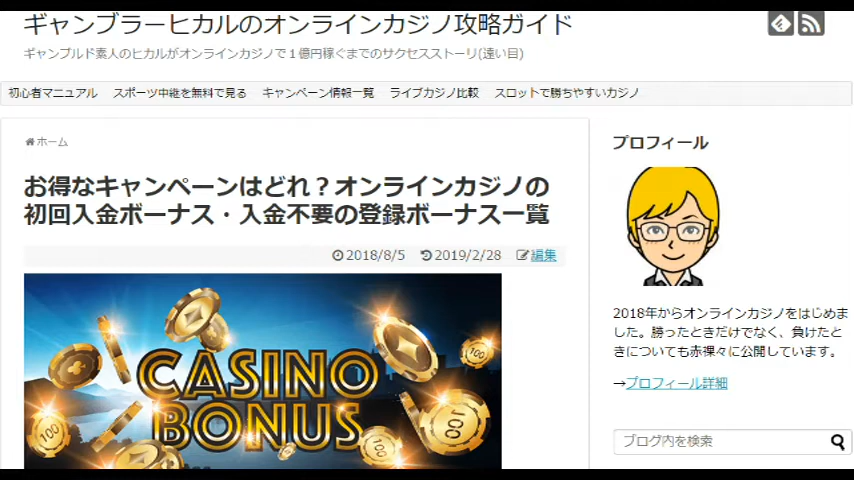 ギャンブラーヒカルのオンラインカジノ攻略ガイド
ギャンブルド素人のヒカルがオンラインカジノで１億円稼ぐまでのサクセスストーリ(遠い目)
初心者マニュアル スポーツ中継を無料で見る キャンペーン情報一覧 ライブカジノ比較 スロットで勝ちやすいカジノ
ホーム
お得なキャンペーンはどれ？オンラインカジノの
初回入金ボーナス・入金不要の登録ボーナス一覧
2018/8/5 2019/2/28 編集
CASINO
BONUS
100
100
100
100
プロフィール
2018年からオンラインカジノをはじめま
した。勝ったときだけでなく、負けたと
きについても赤裸々に公開しています。
→プロフィール詳細
ブログ内を検索